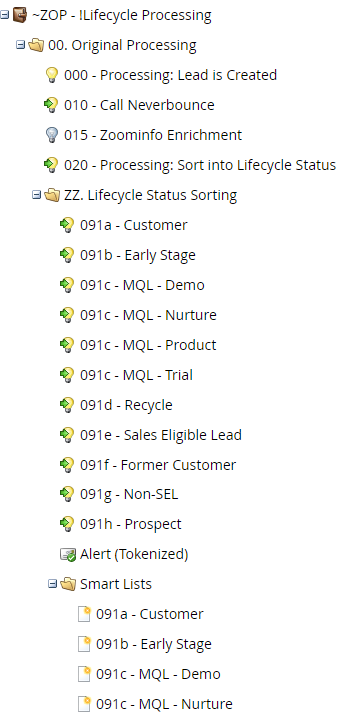 ~ZOP - !Lifecycle Processing
00. Original Processing
000 - Processing: Lead is Created
010 - Call Neverbounce
015 - Zoominfo Enrichment
020 - Processing: Sort into Lifecycle Status
ZZ. Lifecycle Status Sorting
091a - Customer
091b - Early Stage
091c - MQL - Demo
091c - MQL - Nurture
091c - MQL - Product
091c - MQL - Trial
091d - Recycle
091e - Sales Eligible Lead
091f - Former Customer
091g - Non-SEL
091h - Prospect
Alert (Tokenized)
Smart Lists
091a - Customer
091b - Early Stage
091c - MQL - Demo
091c - MQL - Nurture